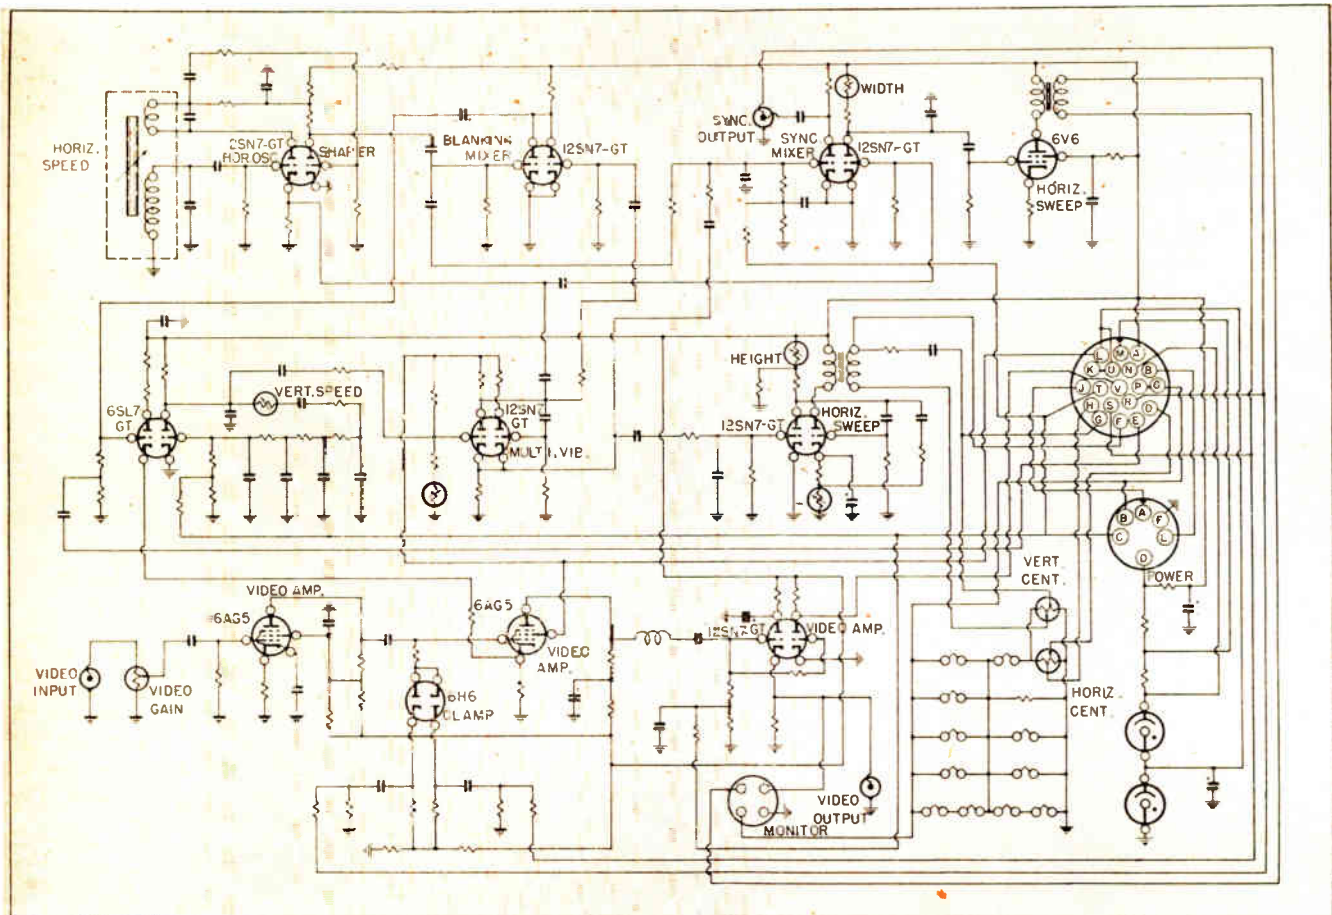 HORIZ.
SPEED
12SN7-GT
HOR OSC
SHAPER
BLANKING
MIXER
12SN7-GT
SYNC.
OUTPUT
SYNC
MIXER
WIDTH
12SN7-GT
6V6
HORIZ.
SWEEP
6SL7
GT
VERT. SPEED
12SN7
GT
MULTI. VIB.
HEIGHT
12SN7-GT
HORIZ.
SWEEP
L M A
K U N B
J T V P C
H S R D
G F E
B A F
C E
D
POWER
VERT
CENT.
HORIZ.
CENT.
VIDEO AMP.
6AG5
VIDEO
INPUT
VIDEO
GAIN
6H6
CLAMP
6AG5
VIDEO
AMP.
12SN7GT
VIDEO AMP.
MONITOR
VIDEO
OUTPUT